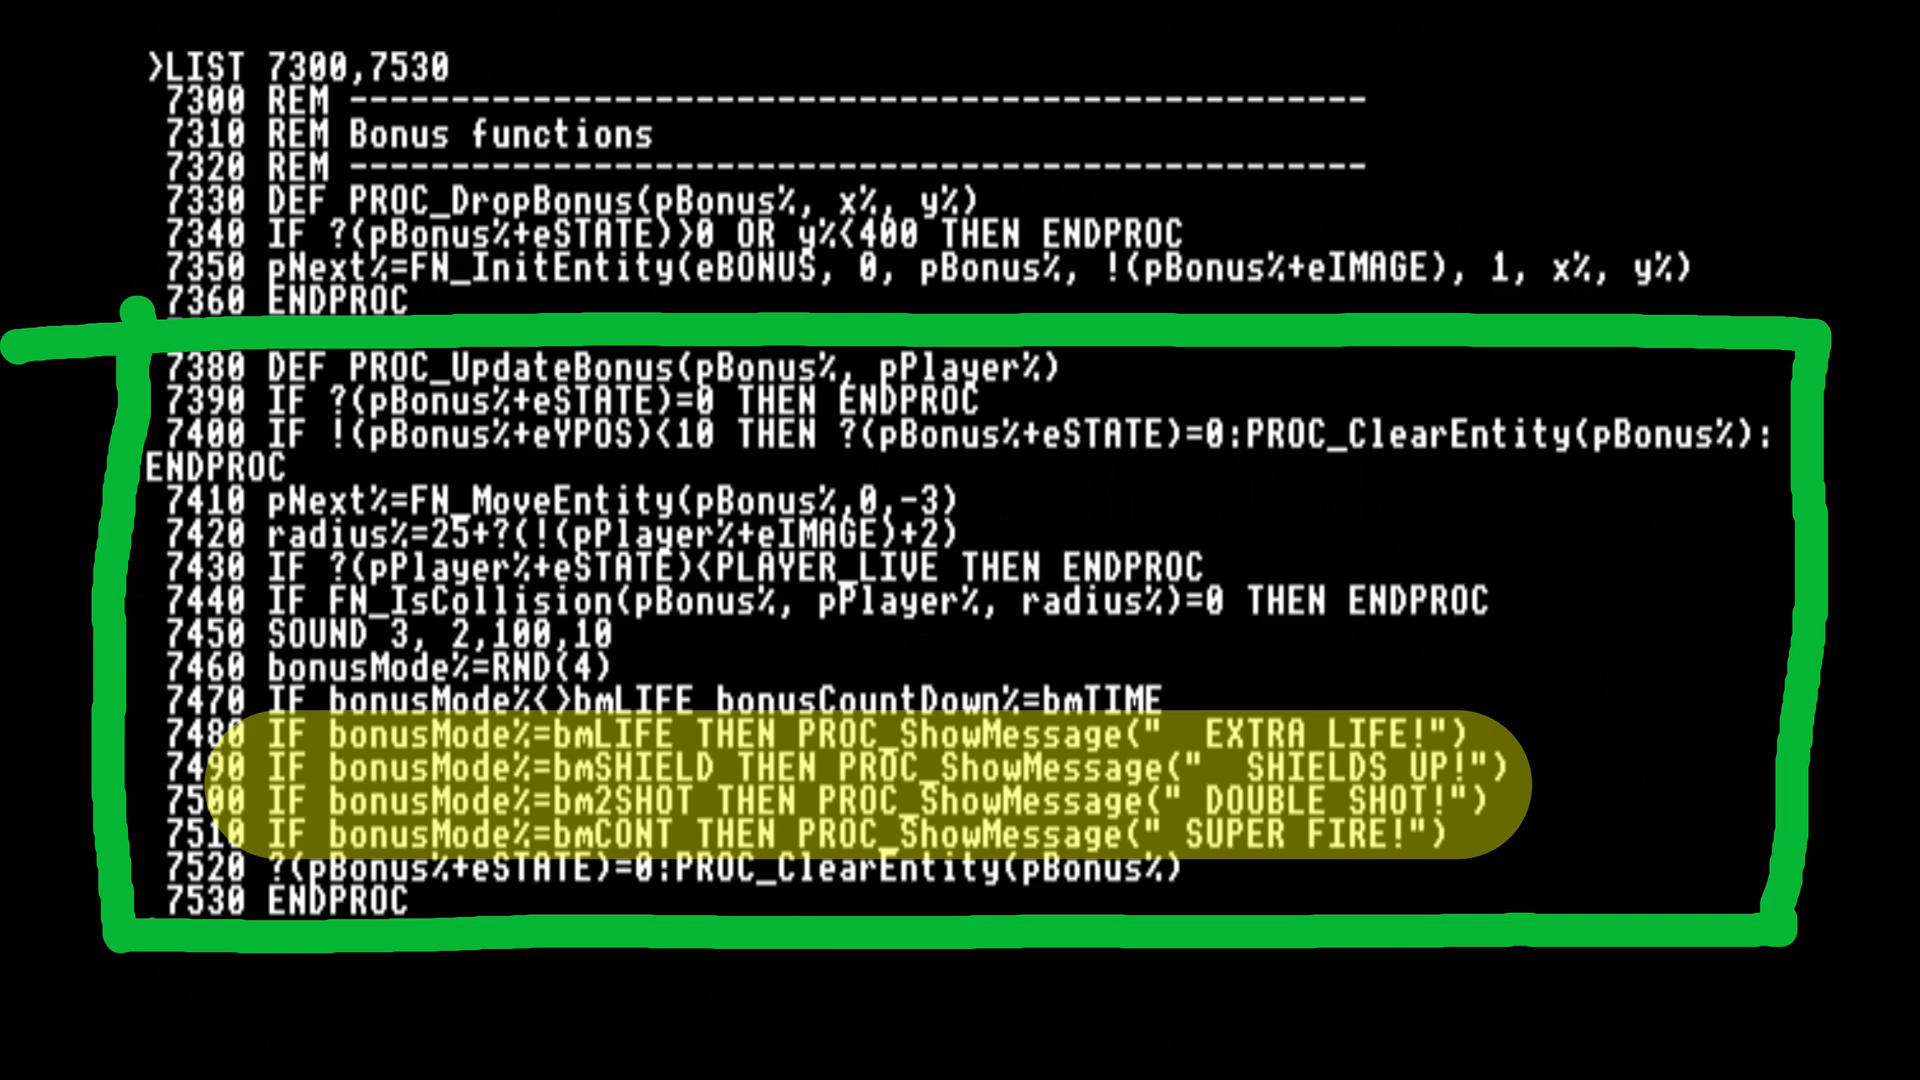 >LIST 7300,7530
7300 REM --------------------------------------------------
7310 REM Bonus functions
7320 REM --------------------------------------------------
7330 DEF PROC_DropBonus(pBonus%, x%, y%)
7340 IF ?(pBonus%+eSTATE)>0 OR y%<400 THEN ENDPROC
7350 pNext%=FN_InitEntity(eBONUS, 0, pBonus%, !(pBonus%+eIMAGE), 1, x%, y%)
7360 ENDPROC
7380 DEF PROC_UpdateBonus(pBonus%, pPlayer%)
7390 IF ?(pBonus%+eSTATE)=0 THEN ENDPROC
7400 IF !(pBonus%+eYPOS)<10 THEN ?(pBonus%+eSTATE)=0:PROC_ClearEntity(pBonus%):
ENDPROC
7410 pNext%=FN_MoveEntity(pBonus%,0,-3)
7420 radius%=25+?(!(pPlayer%+eIMAGE)+2)
7430 IF ?(pPlayer%+eSTATE)<PLAYER_LIVE THEN ENDPROC
7440 IF FN_IsCollision(pBonus%, pPlayer%, radius%)=0 THEN ENDPROC
7450 SOUND 3, 2,100,10
7460 bonusMode%=RND(4)
7470 IF bonusMode%<>bmLIFE bonusCountDown%=bmTIME
7480 IF bonusMode%=bmLIFE THEN PROC_ShowMessage("  EXTRA LIFE!")
7490 IF bonusMode%=bmSHIELD THEN PROC_ShowMessage("  SHIELDS UP!")
7500 IF bonusMode%=bm2SHOT THEN PROC_ShowMessage(" DOUBLE SHOT!")
7510 IF bonusMode%=bmCONT THEN PROC_ShowMessage(" SUPER FIRE!")
7520 ?(pBonus%+eSTATE)=0:PROC_ClearEntity(pBonus%)
7530 ENDPROC